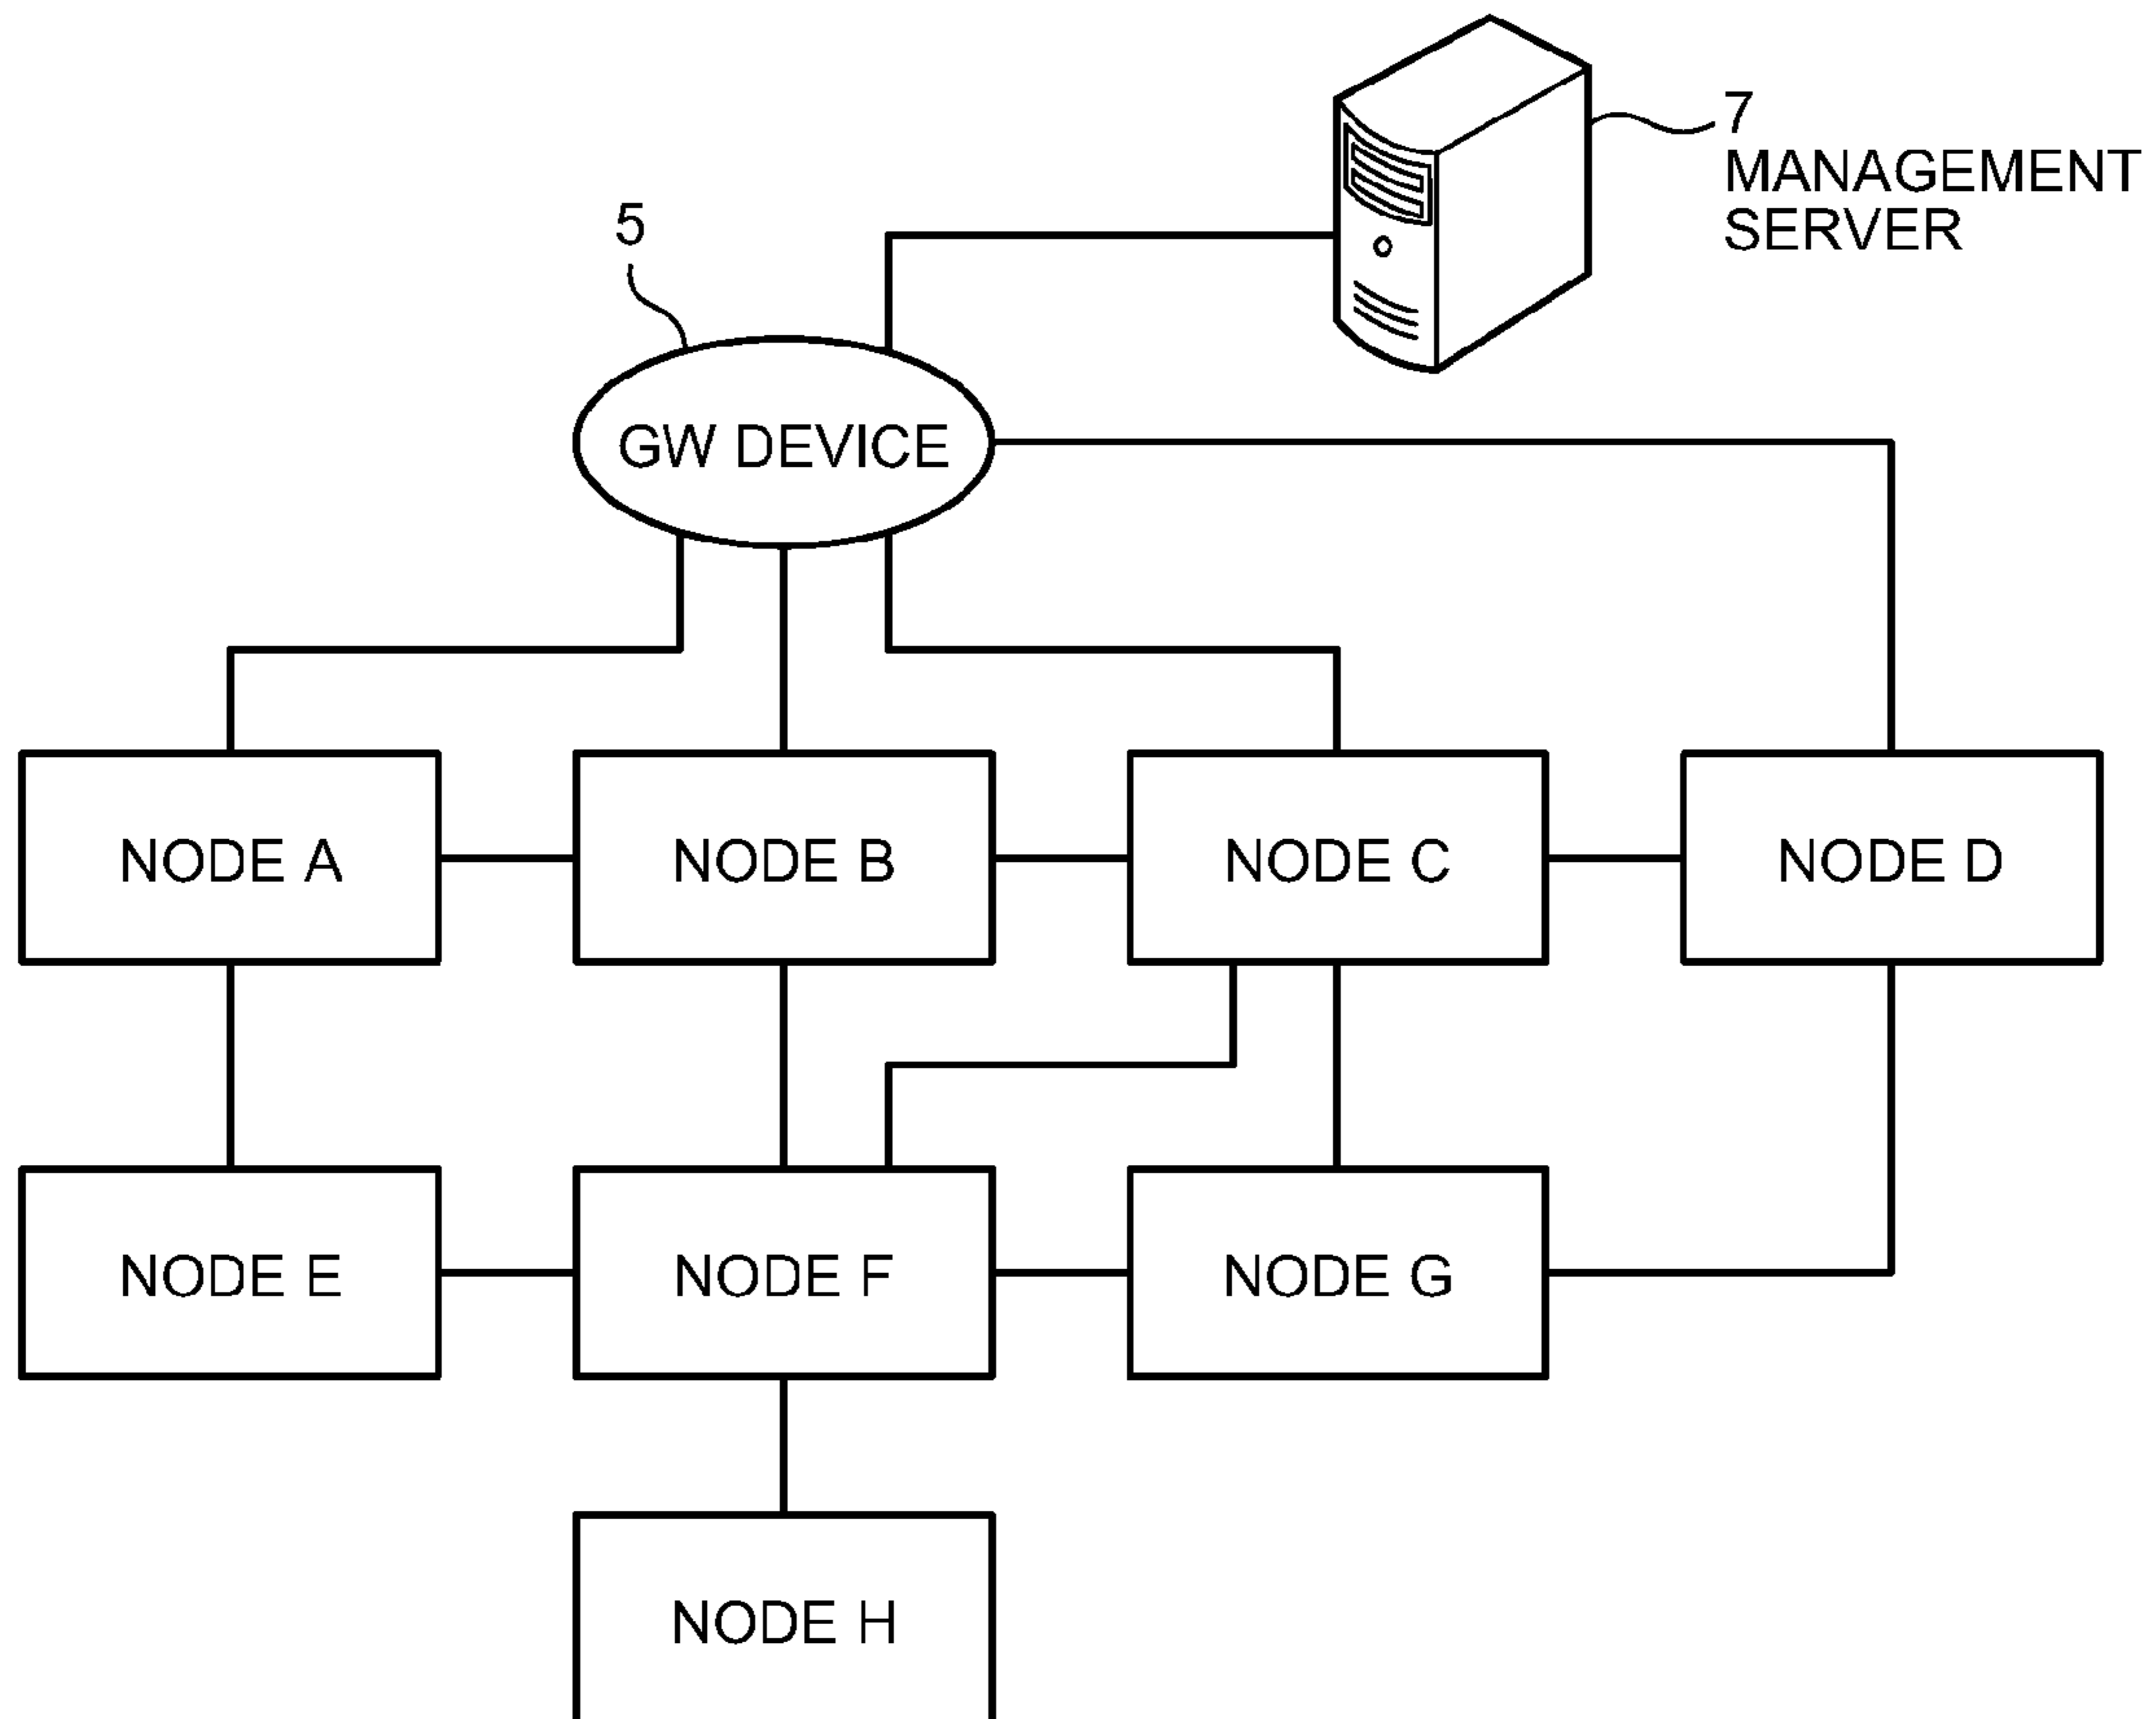 7
MANAGEMENT
SERVER
5
GW DEVICE
NODE A
NODE B
NODE C
NODE D
NODE E
NODE F
NODE G
NODE H